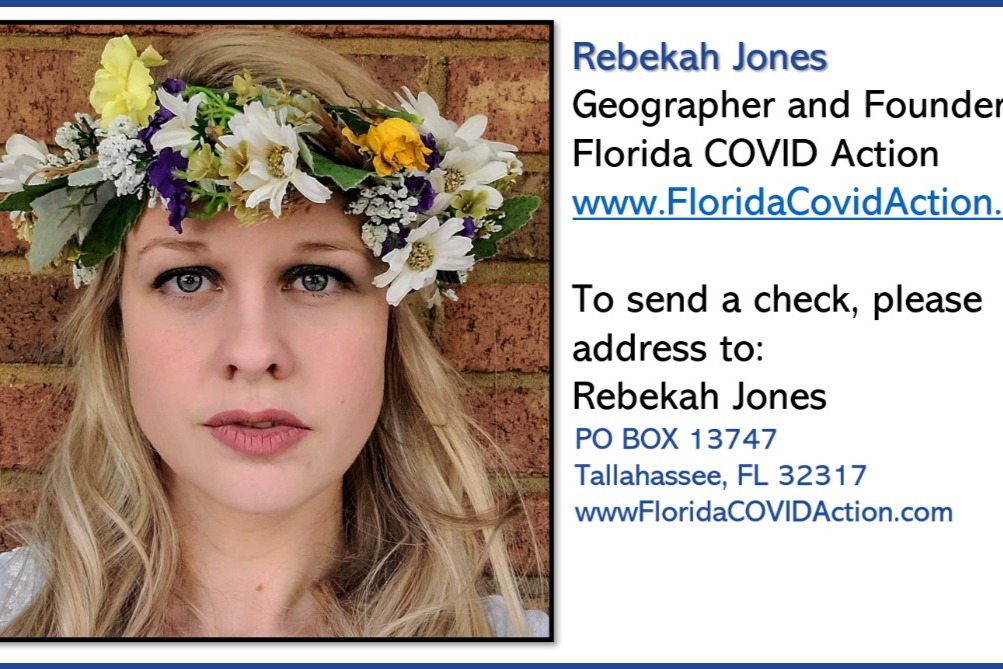 Rebekah Jones
Geographer and Founder
Florida COVID Action
www.FloridaCovidAction.
To send a check, please
address to:
Rebekah Jones
PO BOX 13747
Tallahassee, FL 32317
wwwFloridaCOVIDAction.com